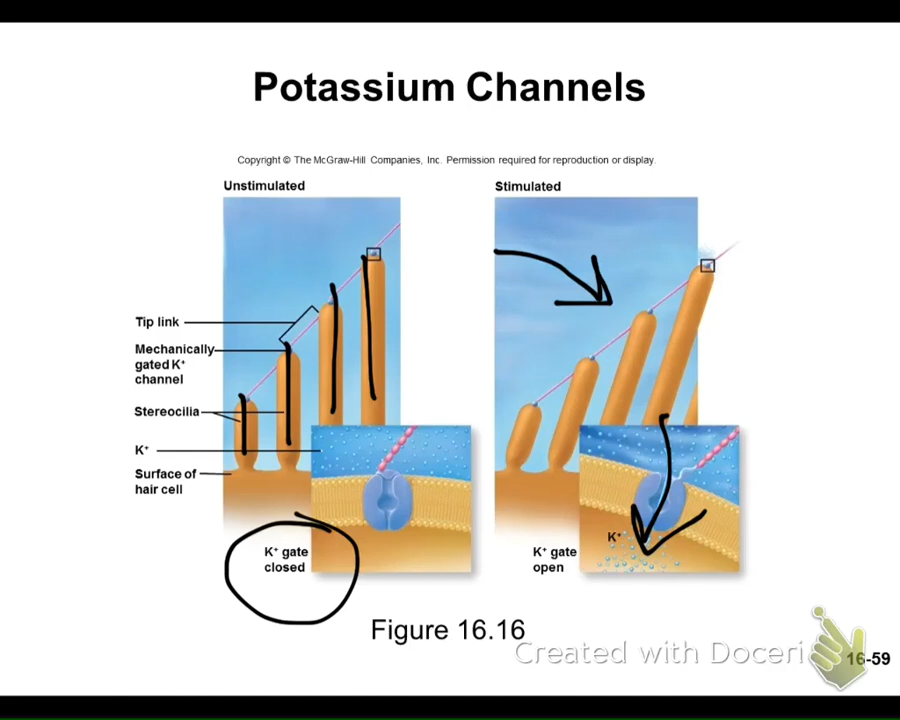 Potassium Channels
Copyright © The McGraw-Hill Companies, Inc. Permission required for reproduction or display.
Unstimulated
Stimulated
Tip link
Mechanically
gated K⁺
channel
Stereocilia
K⁺
Surface of
hair cell
K⁺ gate
closed
K⁺ gate
open
K⁺
Figure 16.16
Created with Doceri
16-59